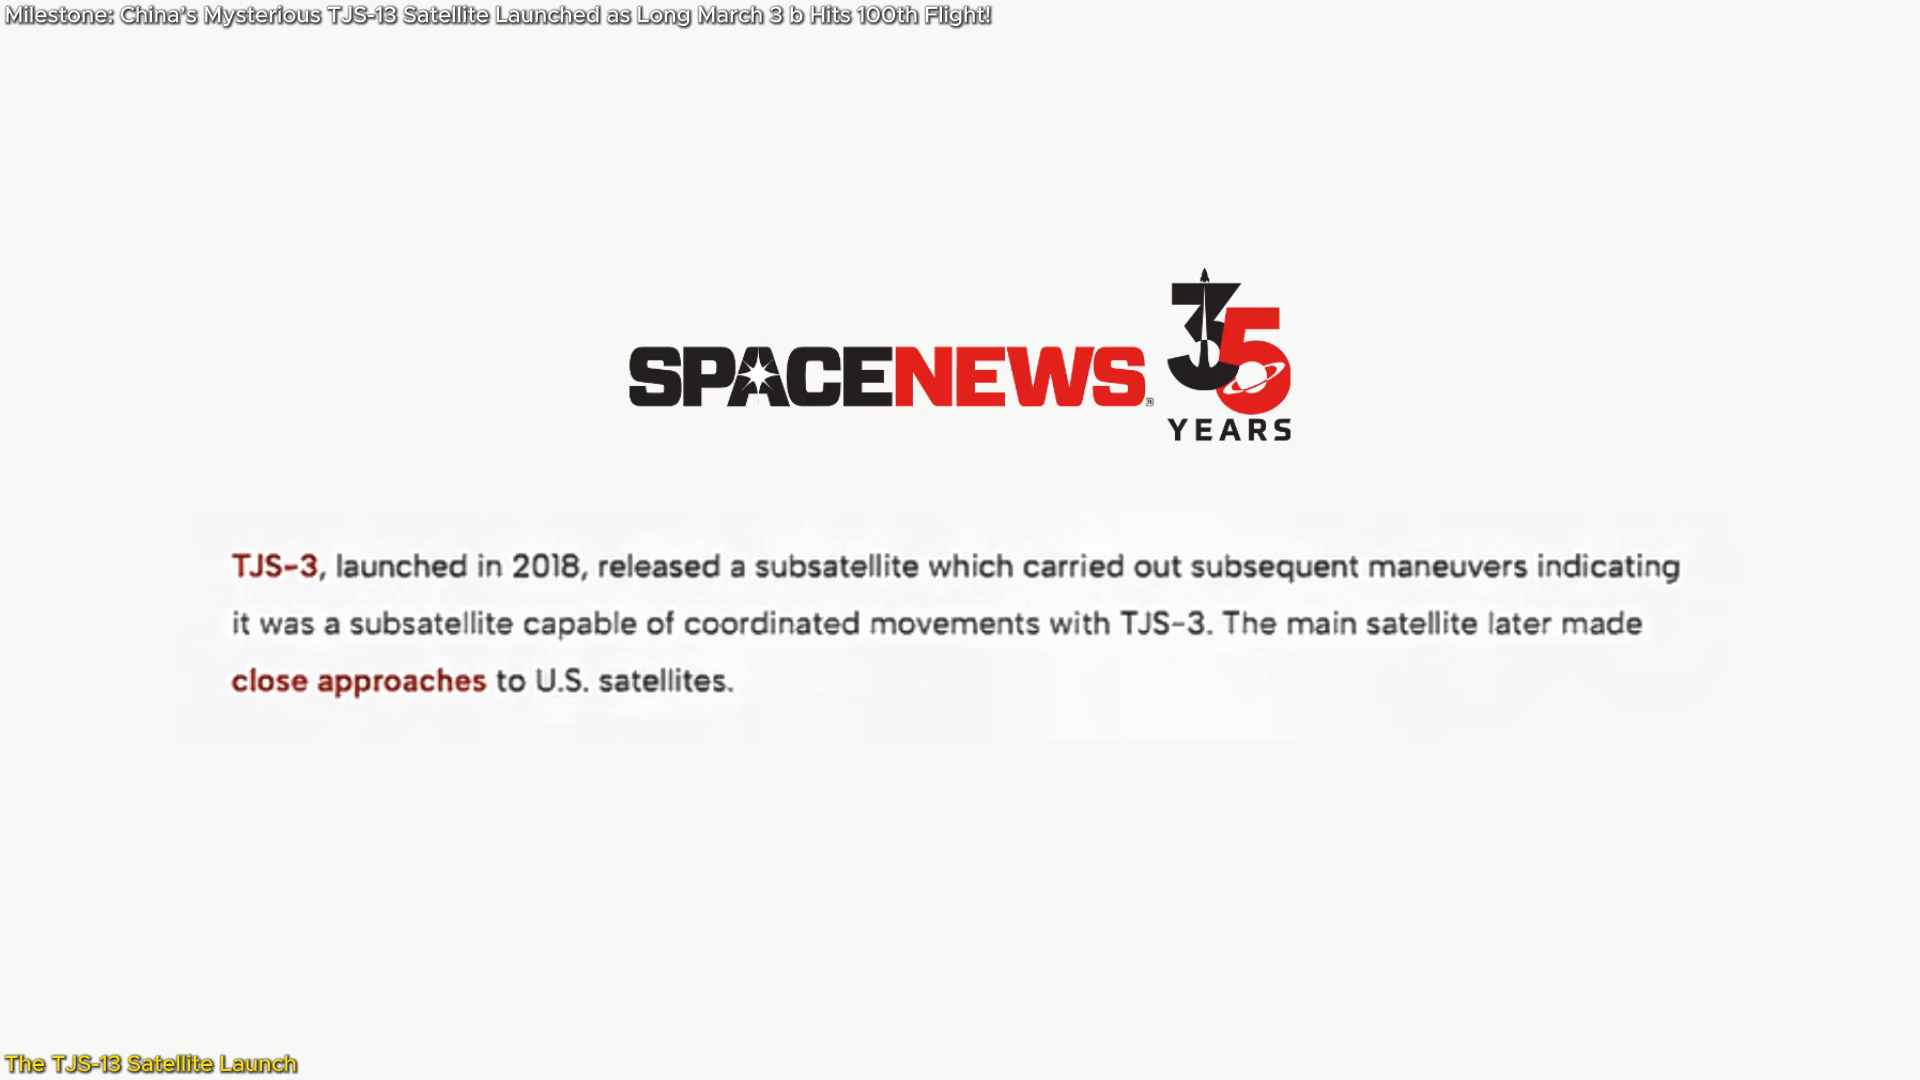 Milestone: China's Mysterious TJS-13 Satellite Launched as Long March 3 b Hits 100th Flight!
SPACENEWS® 35
YEARS
TJS-3, launched in 2018, released a subsatellite which carried out subsequent maneuvers indicating
it was a subsatellite capable of coordinated movements with TJS-3. The main satellite later made
close approaches to U.S. satellites.
The TJS-13 Satellite Launch